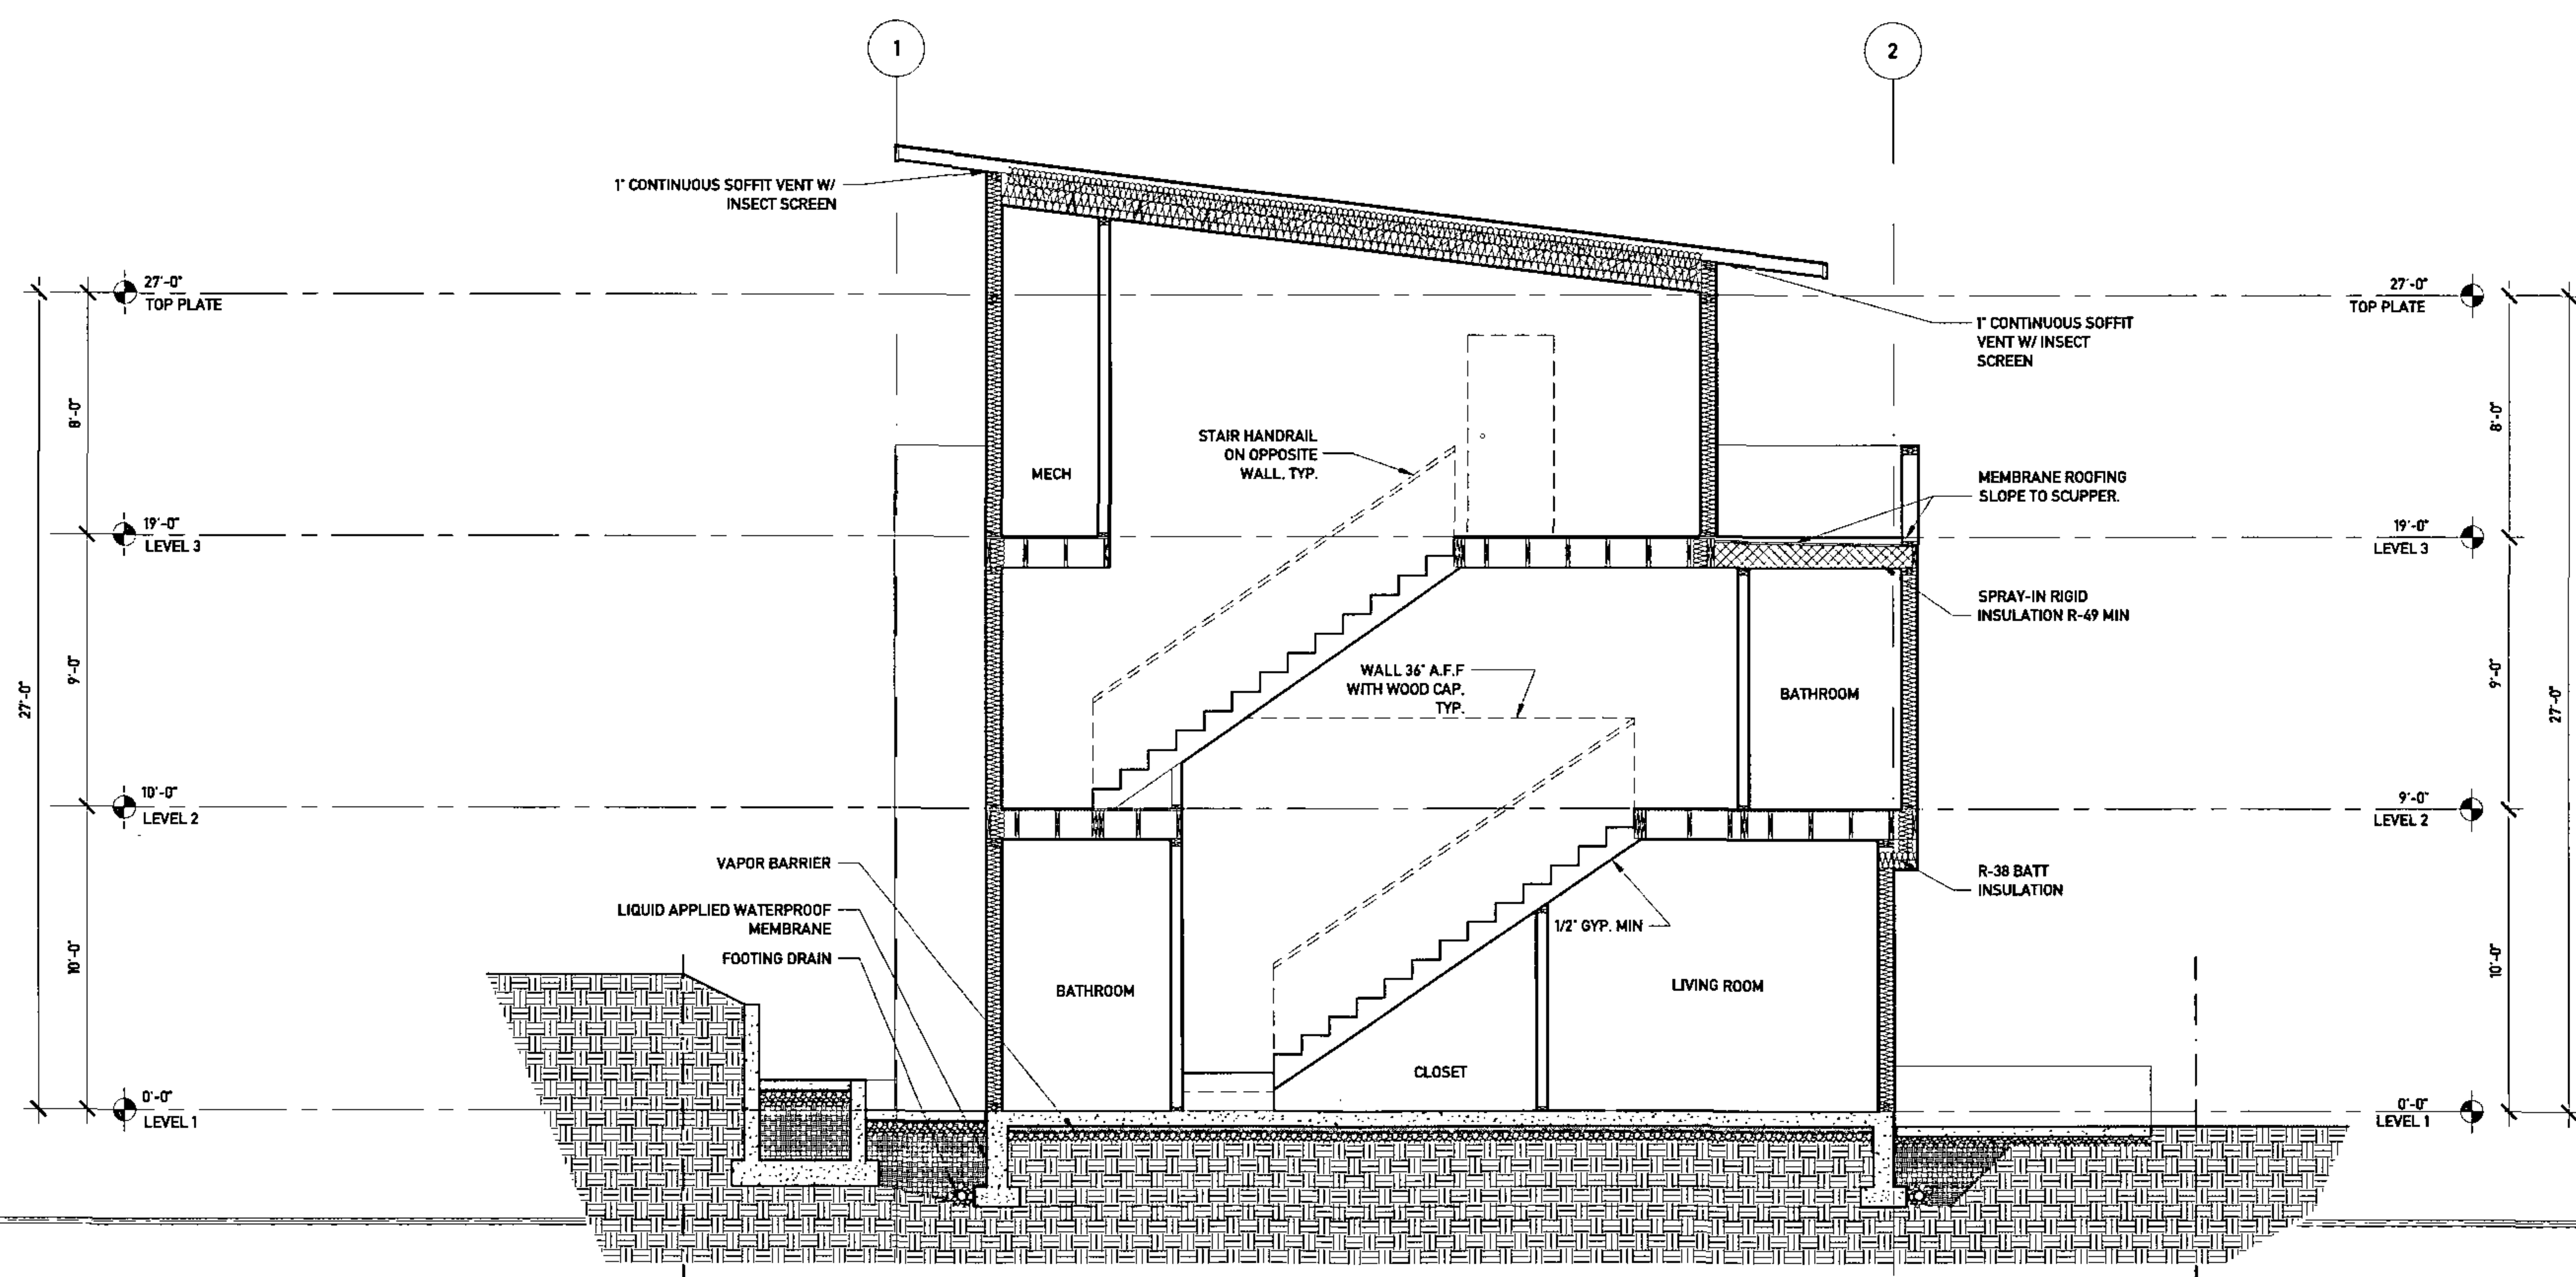 1
2
1" CONTINUOUS SOFFIT VENT W/
INSECT SCREEN
27'-0"
TOP PLATE
27'-0"
TOP PLATE
1" CONTINUOUS SOFFIT
VENT W/ INSECT
SCREEN
8'-0"
8'-0"
STAIR HANDRAIL
ON OPPOSITE
WALL, TYP.
MECH
MEMBRANE ROOFING
SLOPE TO SCUPPER.
19'-0"
LEVEL 3
19'-0"
LEVEL 3
SPRAY-IN RIGID
INSULATION R-49 MIN
27'-0"
9'-0"
WALL 36" A.F.F
WITH WOOD CAP,
TYP.
BATHROOM
9'-0"
27'-0"
10'-0"
LEVEL 2
9'-0"
LEVEL 2
VAPOR BARRIER
R-38 BATT
INSULATION
LIQUID APPLIED WATERPROOF
MEMBRANE
1/2" GYP. MIN
FOOTING DRAIN
10'-0"
BATHROOM
LIVING ROOM
10'-0"
CLOSET
0'-0"
LEVEL 1
0'-0"
LEVEL 1